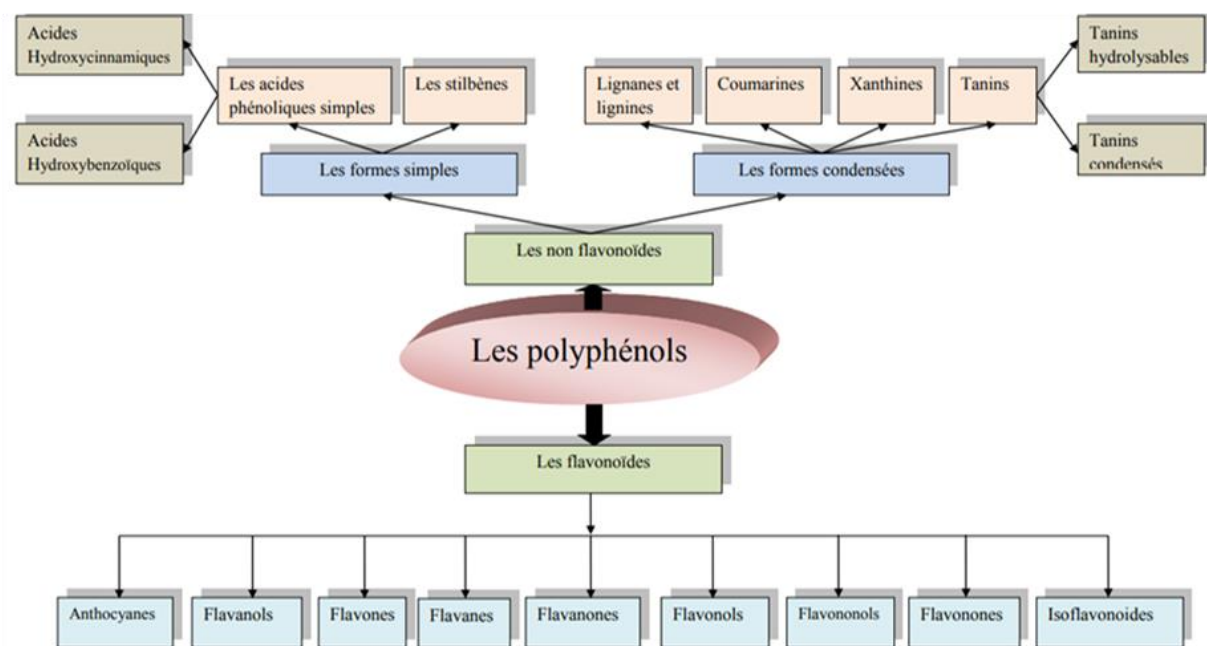 Acides
Hydroxycinnamiques
Les acides
phénoliques simples
Les stilbènes
Lignanes et
lignines
Coumarines
Xanthines
Tanins
Tanins
hydrolysables
Acides
Hydroxybenzoïques
Tanins
condensés
Les formes simples
Les formes condensées
Les non flavonoïdes
Les polyphénols
Les flavonoïdes
Anthocyanes
Flavanols
Flavones
Flavanes
Flavanones
Flavonols
Flavononols
Flavonones
Isoflavonoides